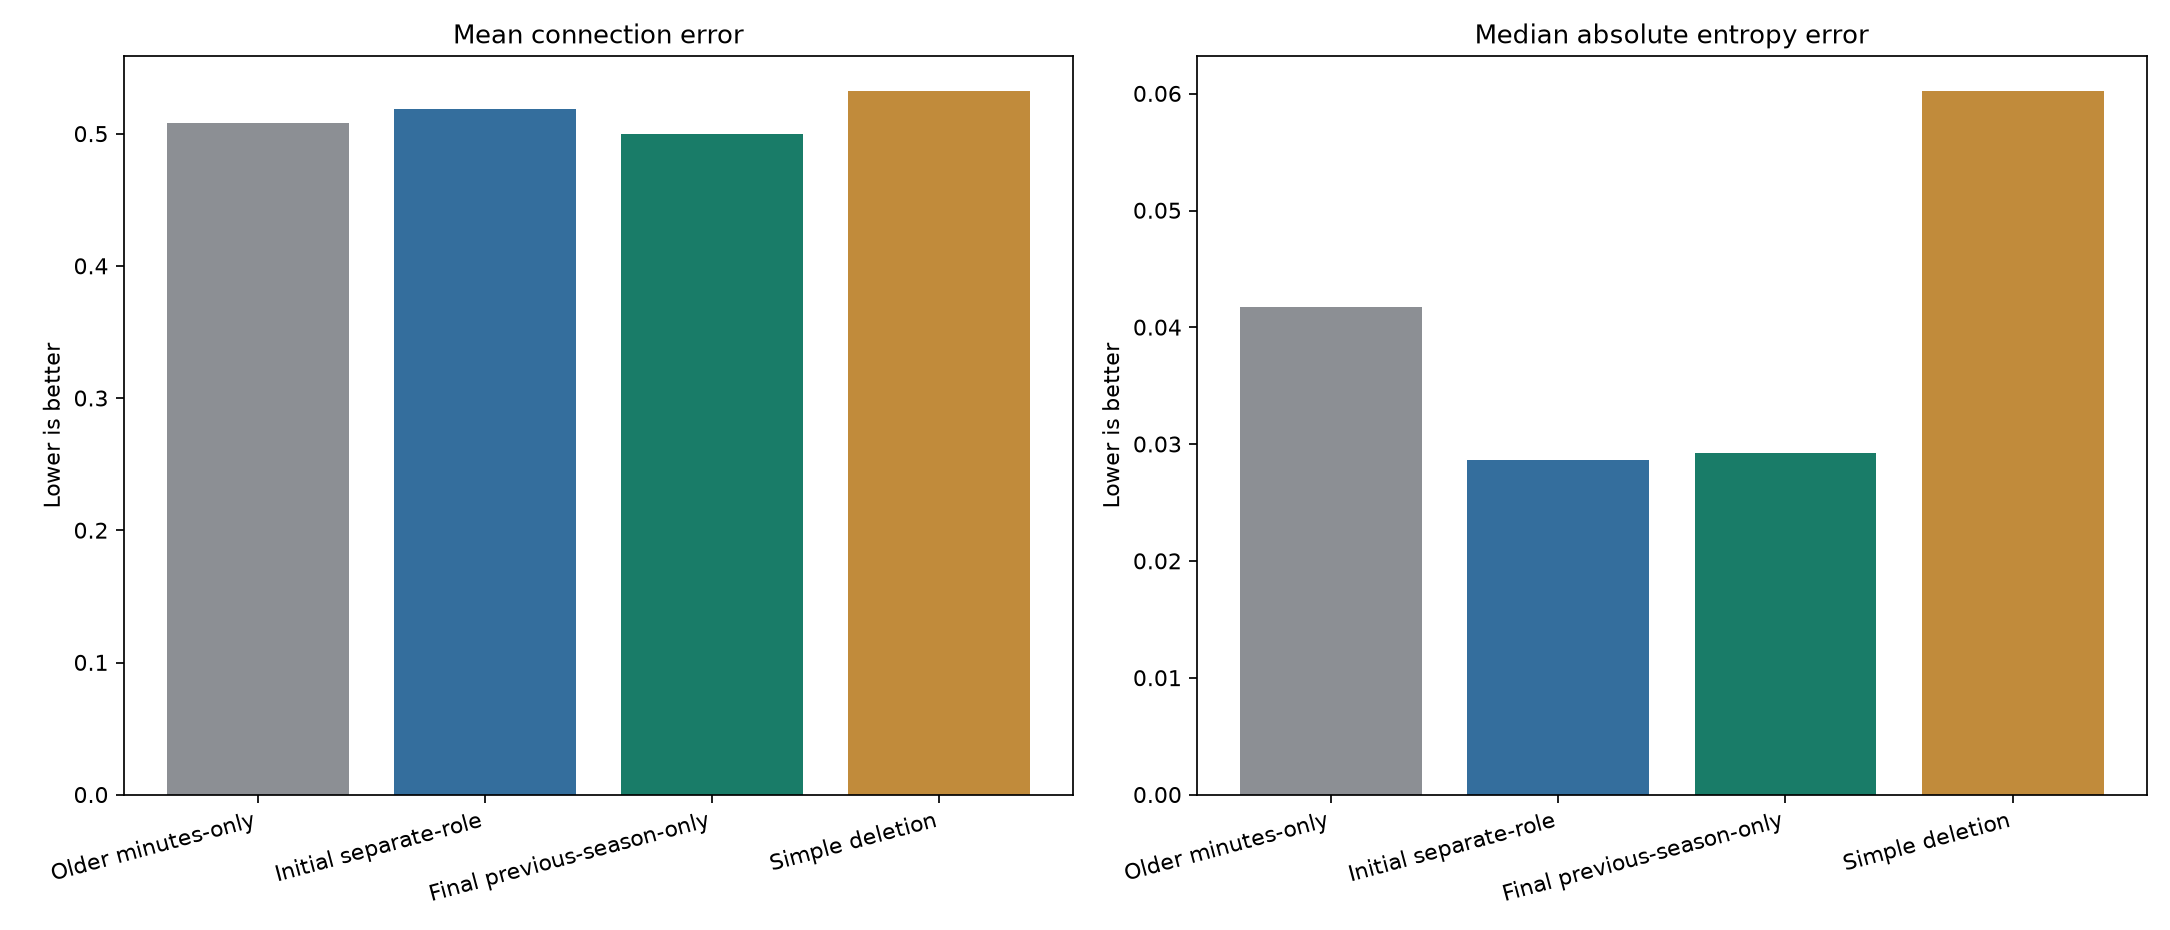 Mean connection error
Lower is better
0.5
0.4
0.3
0.2
0.1
0.0
Older minutes-only
Initial separate-role
Final previous-season-only
Simple deletion
Median absolute entropy error
Lower is better
0.06
0.05
0.04
0.03
0.02
0.01
0.00
Older minutes-only
Initial separate-role
Final previous-season-only
Simple deletion